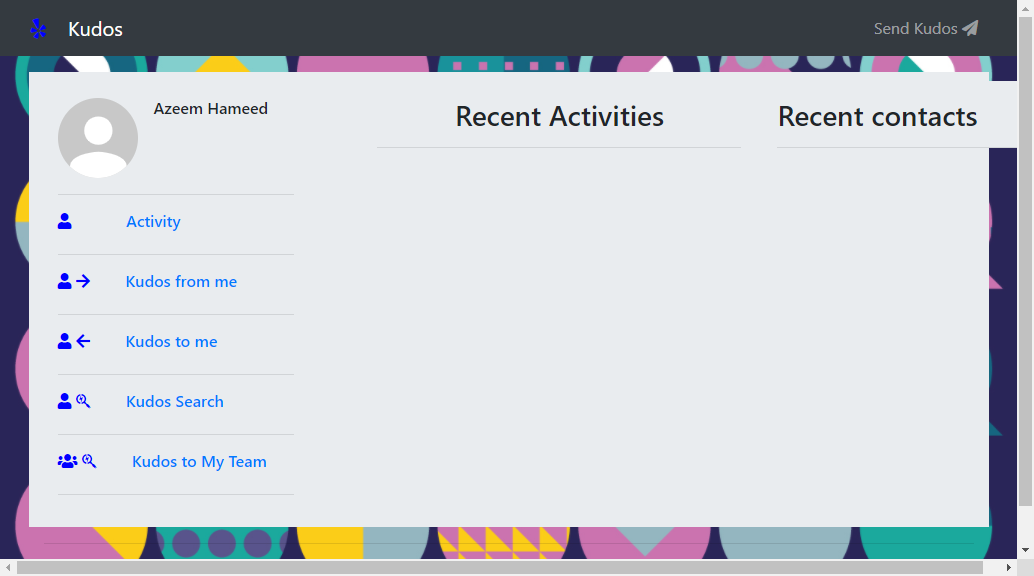 Kudos
Send Kudos
Azeem Hameed
Activity
Kudos from me
Kudos to me
Kudos Search
Kudos to My Team
Recent Activities
Recent contacts